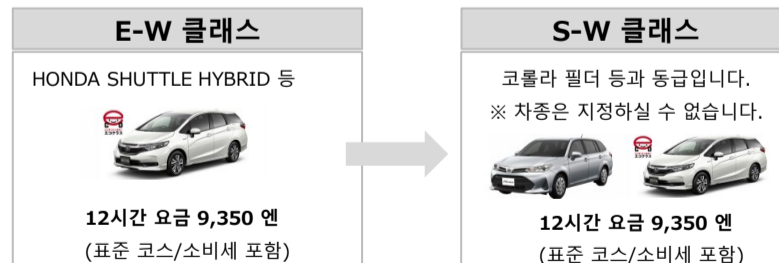 E-W 클래스
HONDA SHUTTLE HYBRID 등
12시간 요금 9,350 엔
(표준 코스/소비세 포함)
S-W 클래스
코롤라 필더 등과 동급입니다.
※ 차종은 지정하실 수 없습니다.
12시간 요금 9,350 엔
(표준 코스/소비세 포함)